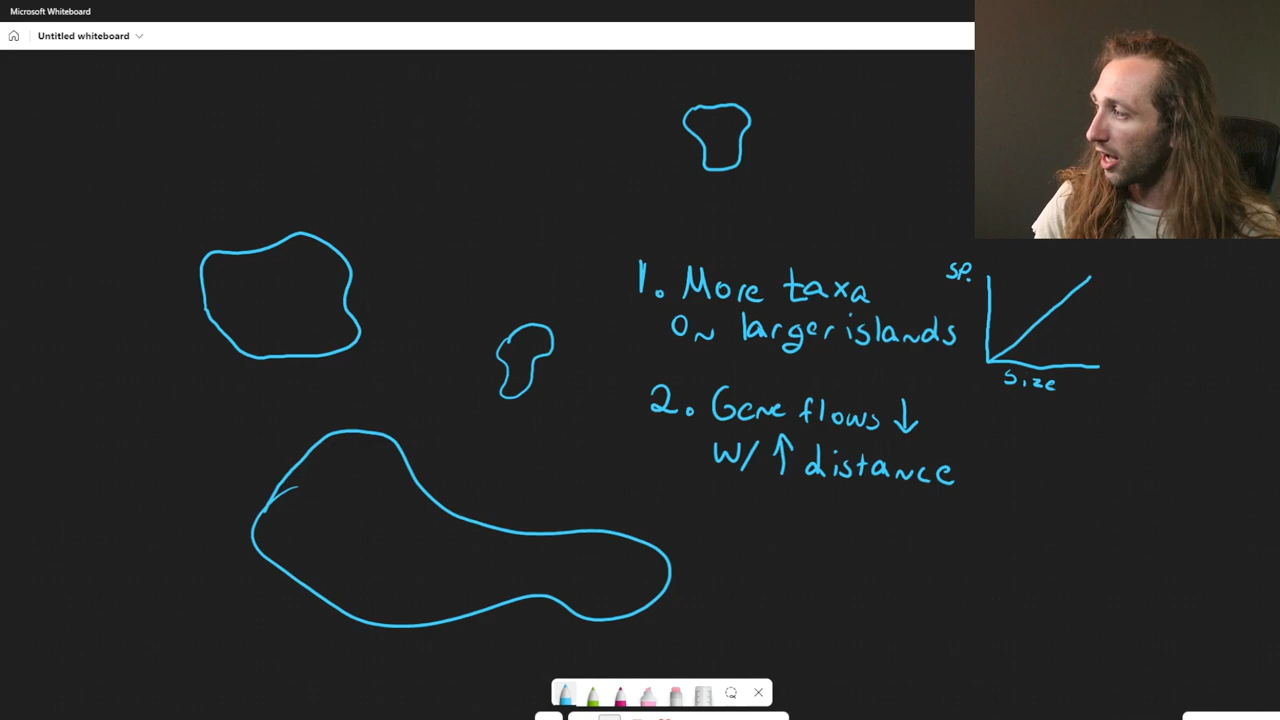 Microsoft Whiteboard
Untitled whiteboard
1. More taxa
On larger islands
SP.
Size
2. Gene flows ↓
W/ ↑ distance